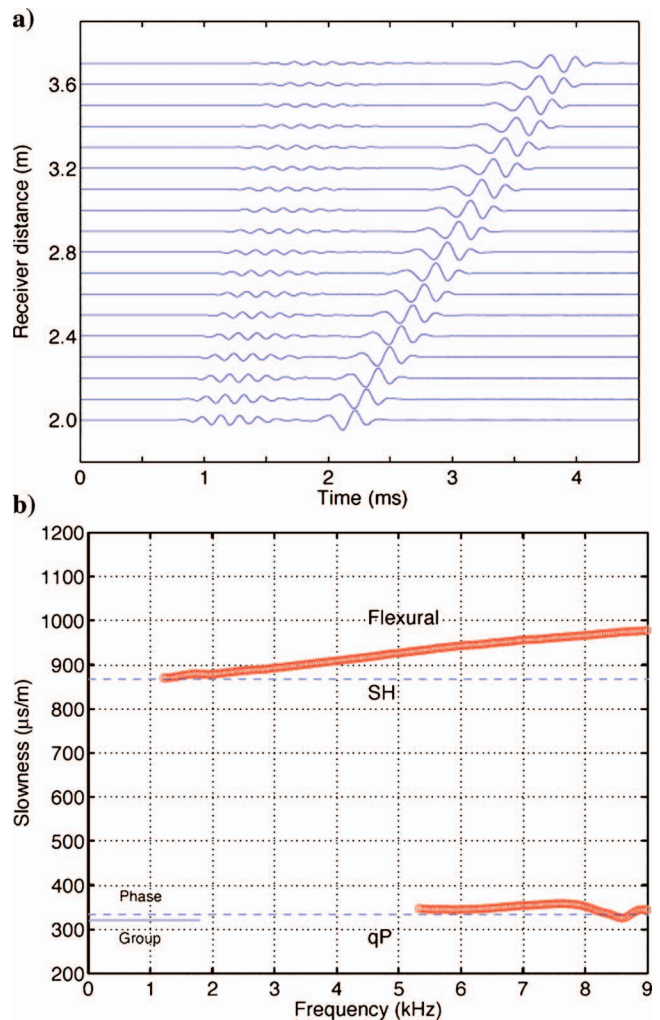 a)
3.6
3.2
2.8
2.4
2.0
Receiver distance (m)
0 1 2 3 4
Time (ms)
b)
1200
1100
1000
900
800
700
600
500
400
300
200
Slowness (μs/m)
Flexural
SH
Phase
Group
qP
0 1 2 3 4 5 6 7 8 9
Frequency (kHz)